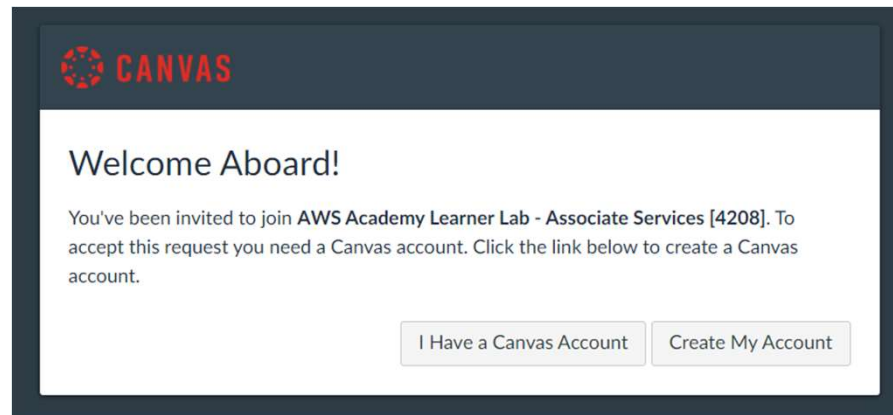 CANVAS
Welcome Aboard!
You've been invited to join AWS Academy Learner Lab - Associate Services [4208]. To
accept this request you need a Canvas account. Click the link below to create a Canvas
account.
I Have a Canvas Account Create My Account